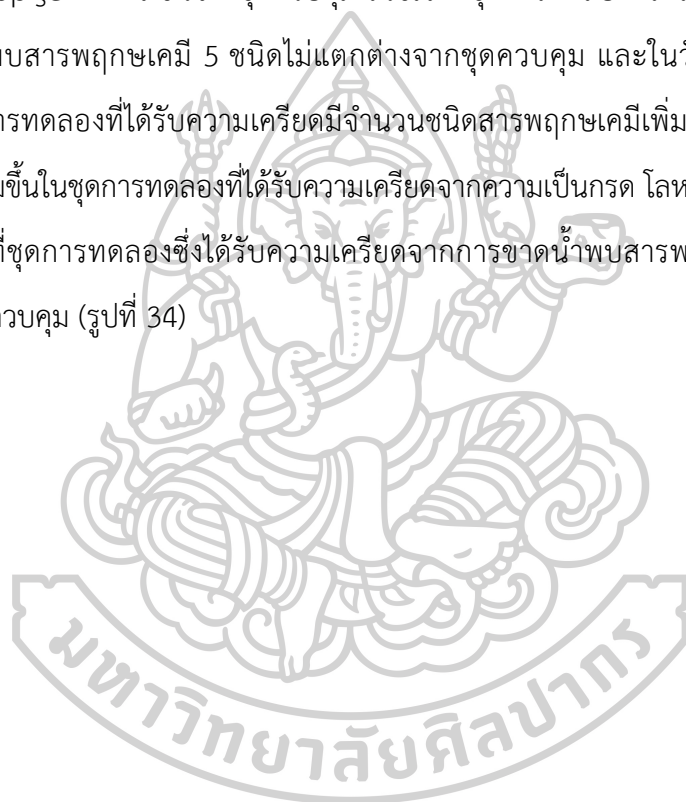 พบสารพฤกษเคมี 5 ชนิดไม่แตกต่างจากชุดควบคุม และในวั
ารทดลองที่ได้รับความเครียดมีจำนวนชนิดสารพฤกษเคมีเพิ่ม
มขึ้นในชุดการทดลองที่ได้รับความเครียดจากความเป็นกรด โลห
ที่ชุดการทดลองซึ่งได้รับความเครียดจากการขาดน้ำพบสารพ
วบคุม (รูปที่ 34)
มหาวิทยาลัยศิลปากร